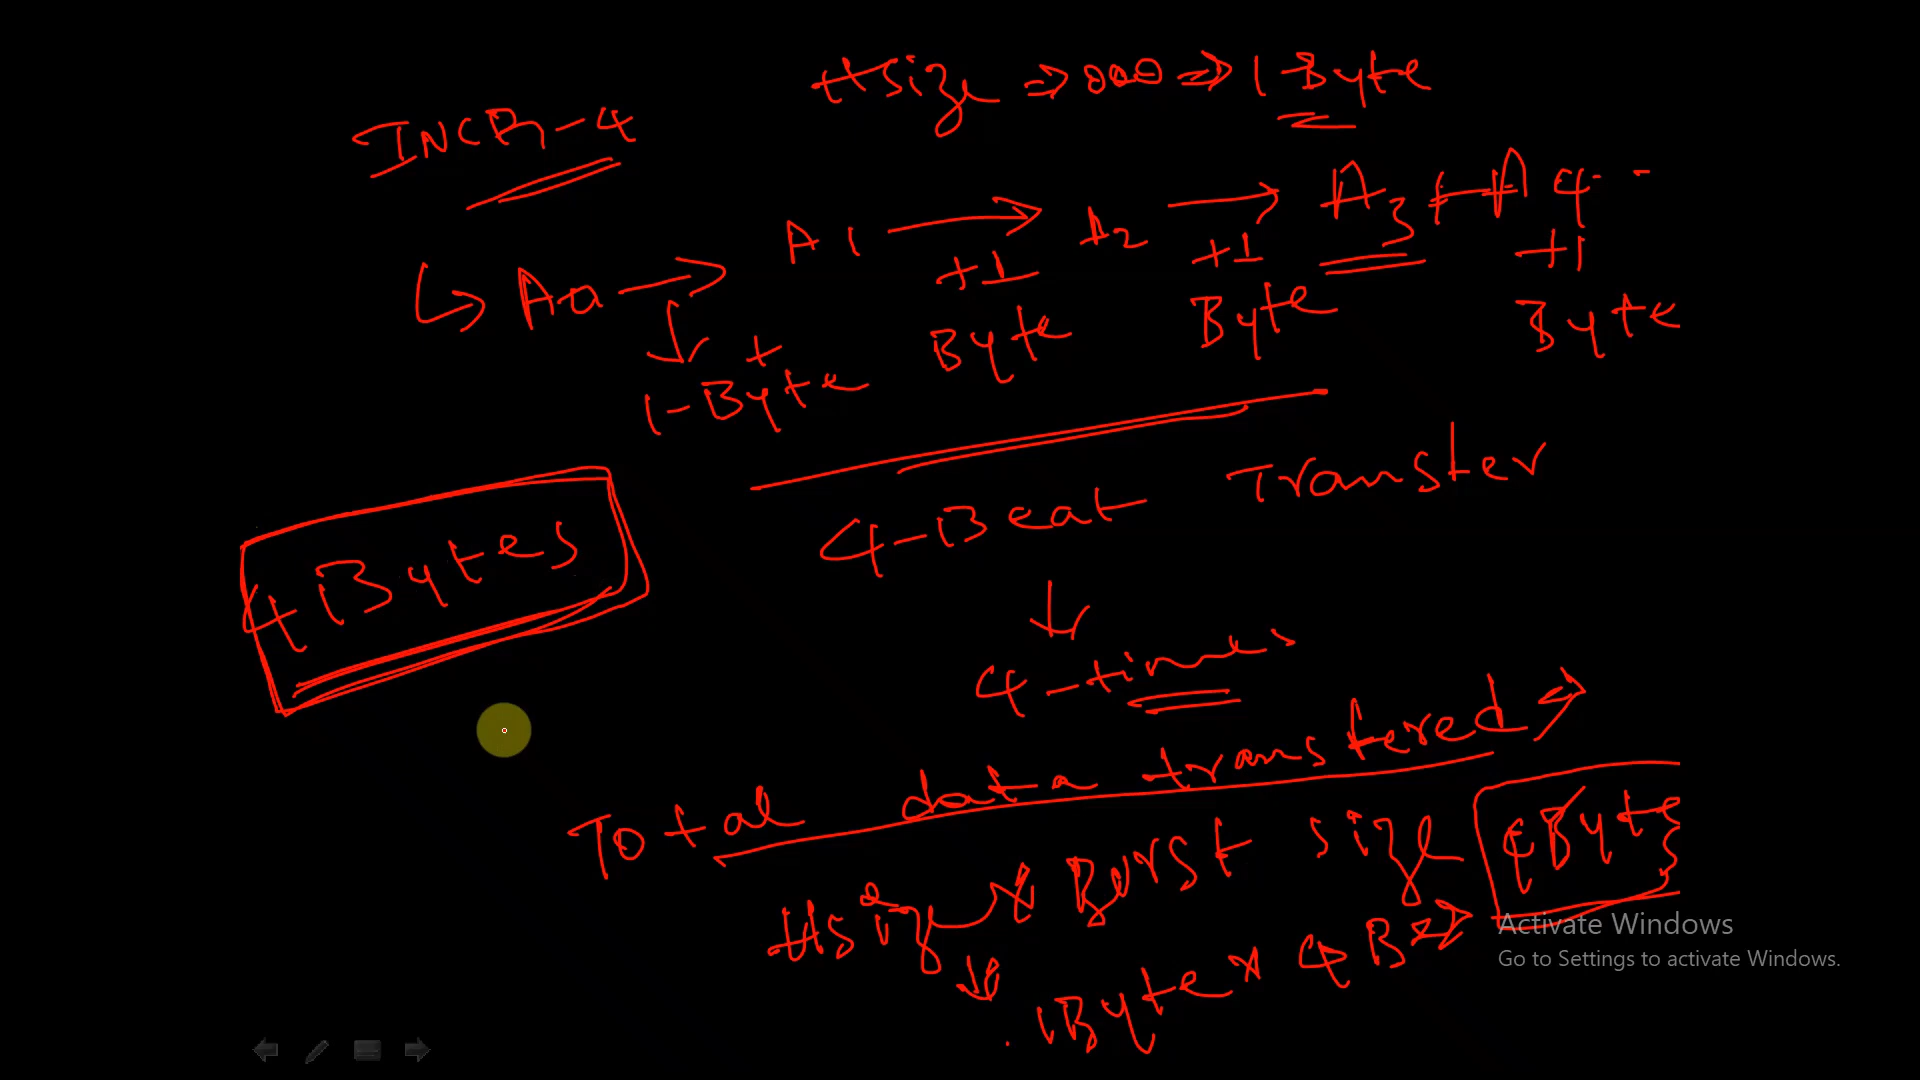 Hsize ⇒ 000 ⇒ 1 Byte
INCR-4
↳ A0 → A1 → A2 → A3 → A4 - -
1-Byte +1 Byte +1 Byte +1 Byte
4-Beat Transfer
↓
4-times
4 Bytes
Total data transfered ⇒
Hsize * Burst size 4 Byte
↓
1 Byte * 4 B ⇒
Activate Windows
Go to Settings to activate Windows.